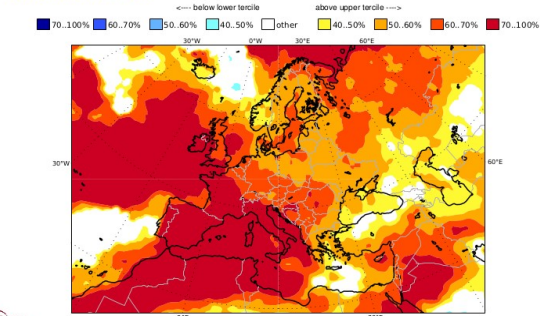 <---- below lower tercile above upper tercile ---->
70..100% 60..70% 50..60% 40..50% other 40..50% 50..60% 60..70% 70..100%
30°W 0°W 30°E 60°E
30°W 60°E